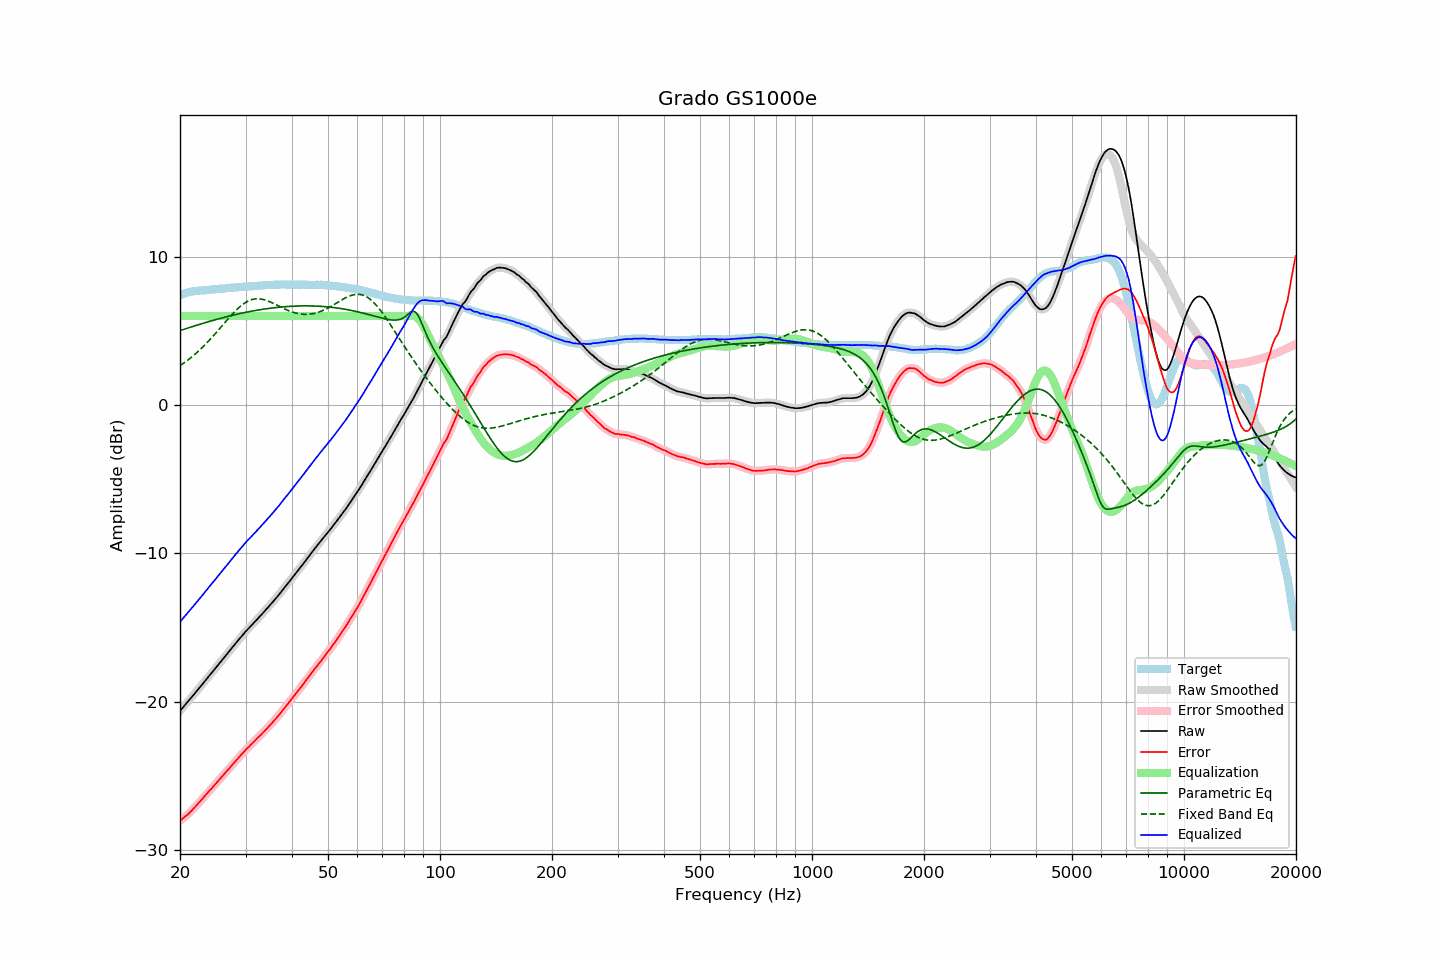 Grado GS1000e
Amplitude (dBr)
10
0
−10
−20
−30
20 50 100 200 500 1000 2000 5000 10000 20000
Frequency (Hz)
Target
Raw Smoothed
Error Smoothed
Raw
Error
Equalization
Parametric Eq
Fixed Band Eq
Equalized